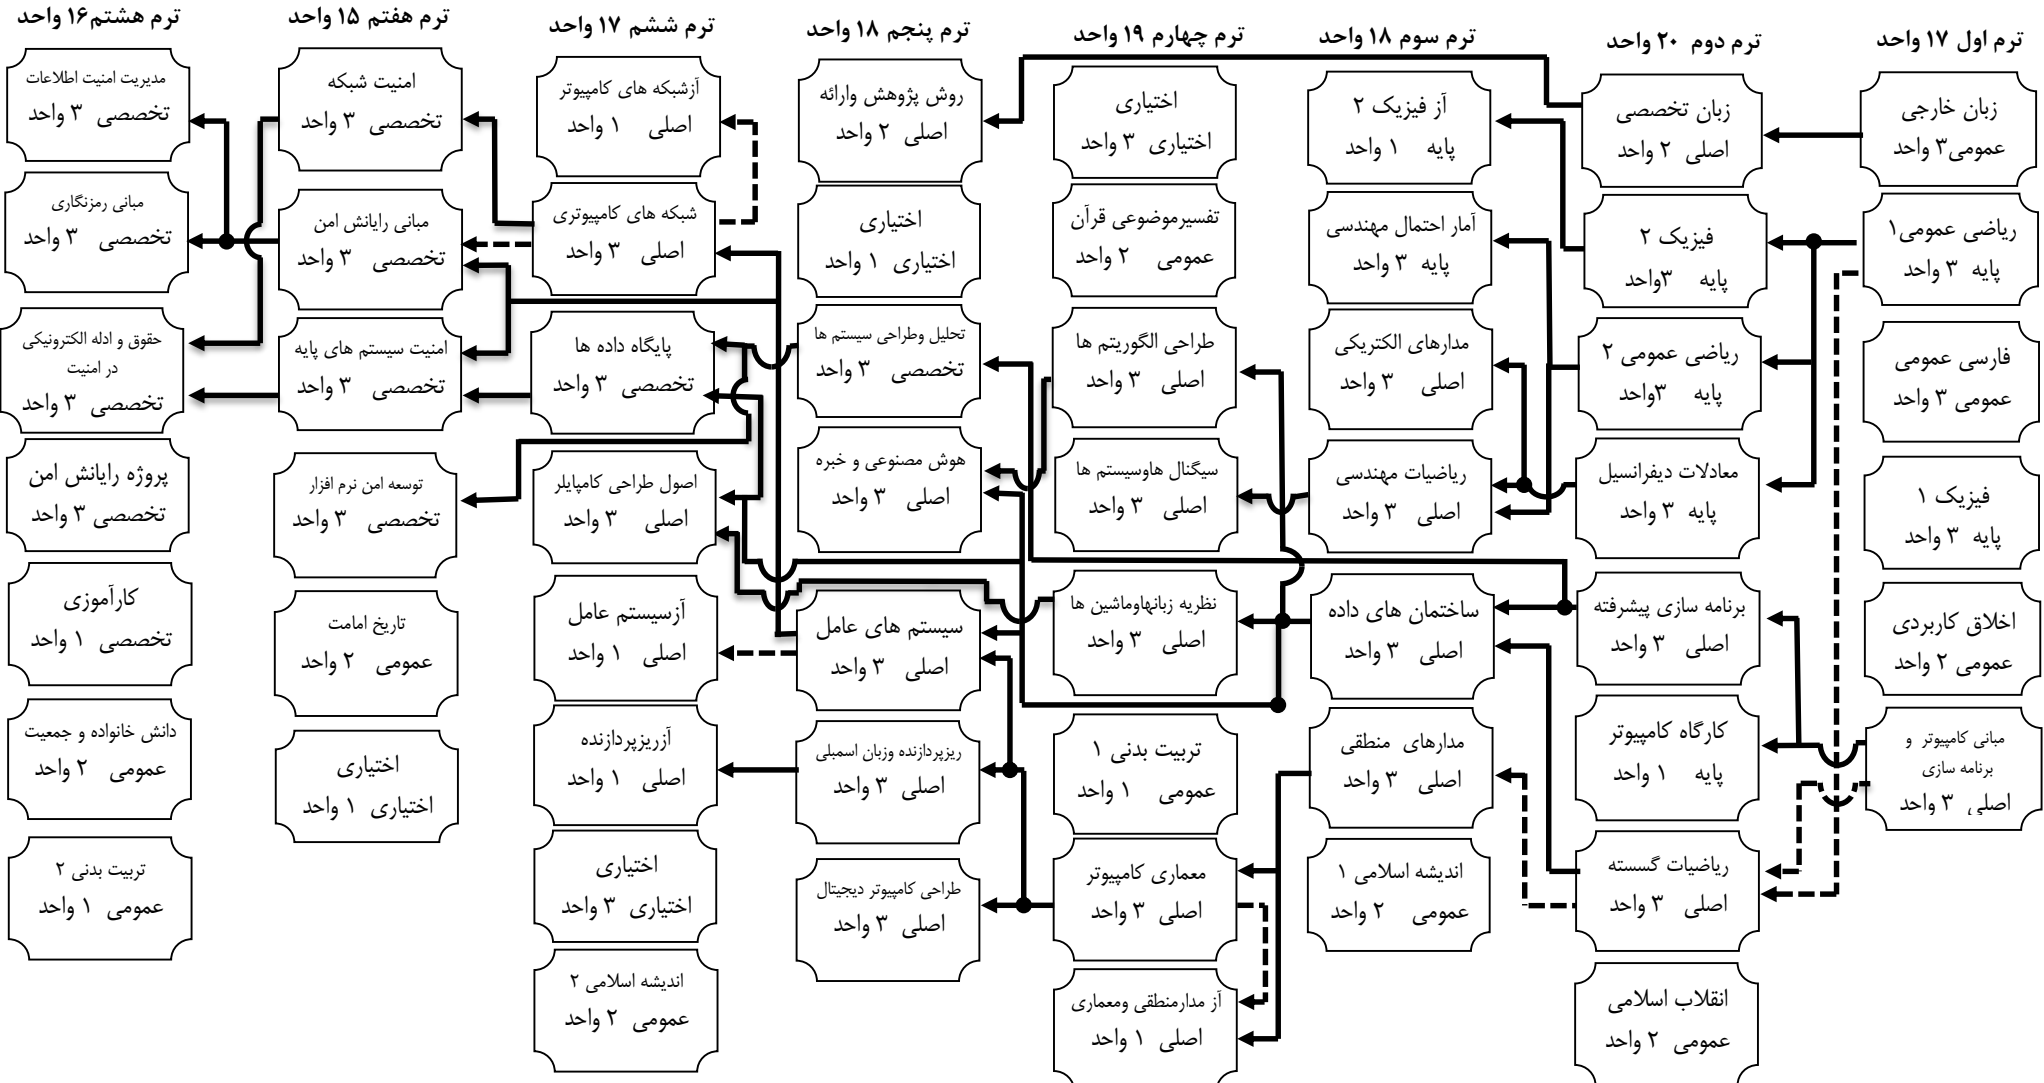 ترم اول ۱۷ واحد
زبان خارجی
عمومی۳ واحد
ریاضی عمومی۱
پایه ۳ واحد
فارسی عمومی
عمومی ۳ واحد
فیزیک ۱
پایه ۳ واحد
اخلاق کاربردی
عمومی ۲ واحد
مبانی کامپیوتر و
برنامه سازی
اصلی ۳ واحد
ترم دوم ۲۰ واحد
زبان تخصصی
اصلی ۲ واحد
فیزیک ۲
پایه ۳واحد
ریاضی عمومی ۲
پایه ۳واحد
معادلات دیفرانسیل
پایه ۳ واحد
برنامه سازی پیشرفته
اصلی ۳ واحد
کارگاه کامپیوتر
پایه ۱ واحد
ریاضیات گسسته
اصلی ۳ واحد
انقلاب اسلامی
عمومی ۲ واحد
ترم سوم ۱۸ واحد
آز فیزیک ۲
پایه ۱ واحد
آمار احتمال مهندسی
پایه ۳ واحد
مدارهای الکتریکی
اصلی ۳ واحد
ریاضیات مهندسی
اصلی ۳ واحد
ساختمان های داده
اصلی ۳ واحد
مدارهای منطقی
اصلی ۳ واحد
اندیشه اسلامی ۱
عمومی ۲ واحد
ترم چهارم ۱۹ واحد
اختیاری
اختیاری ۳ واحد
تفسیرموضوعی قرآن
عمومی ۲ واحد
طراحی الگوریتم ها
اصلی ۳ واحد
سیگنال هاوسیستم ها
اصلی ۳ واحد
نظریه زبانهاوماشین ها
اصلی ۳ واحد
تربیت بدنی ۱
عمومی ۱ واحد
معماری کامپیوتر
اصلی ۳ واحد
آز مدارمنطقی ومعماری
اصلی ۱ واحد
ترم پنجم ۱۸ واحد
روش پژوهش وارائه
اصلی ۲ واحد
اختیاری
اختیاری ۱ واحد
تحلیل وطراحی سیستم ها
تخصصی ۳ واحد
هوش مصنوعی و خبره
اصلی ۳ واحد
سیستم های عامل
اصلی ۳ واحد
ریزپردازنده وزبان اسمبلی
اصلی ۳ واحد
طراحی کامپیوتر دیجیتال
اصلی ۳ واحد
ترم ششم ۱۷ واحد
آزشبکه های کامپیوتر
اصلی ۱ واحد
شبکه های کامپیوتری
اصلی ۳ واحد
پایگاه داده ها
تخصصی ۳ واحد
اصول طراحی کامپایلر
اصلی ۳ واحد
آزسیستم عامل
اصلی ۱ واحد
آزریزپردازنده
اصلی ۱ واحد
اختیاری
اختیاری ۳ واحد
اندیشه اسلامی ۲
عمومی ۲ واحد
ترم هفتم ۱۵ واحد
امنیت شبکه
تخصصی ۳ واحد
مبانی رایانش امن
تخصصی ۳ واحد
امنیت سیستم های پایه
تخصصی ۳ واحد
توسعه امن نرم افزار
تخصصی ۳ واحد
تاریخ امامت
عمومی ۲ واحد
اختیاری
اختیاری ۱ واحد
ترم هشتم۱۶ واحد
مدیریت امنیت اطلاعات
تخصصی ۳ واحد
مبانی رمزنگاری
تخصصی ۳ واحد
حقوق و ادله الکترونیکی
در امنیت
تخصصی ۳ واحد
پروژه رایانش امن
تخصصی ۳ واحد
کارآموزی
تخصصی ۱ واحد
دانش خانواده و جمعیت
عمومی ۲ واحد
تربیت بدنی ۲
عمومی ۱ واحد